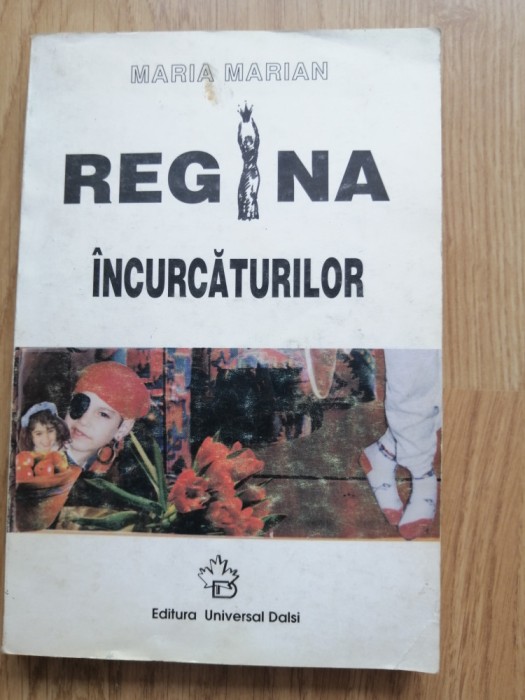 MARIA MARIAN
REGINA
ÎNCURCĂTURILOR
Editura Universal Dalsi